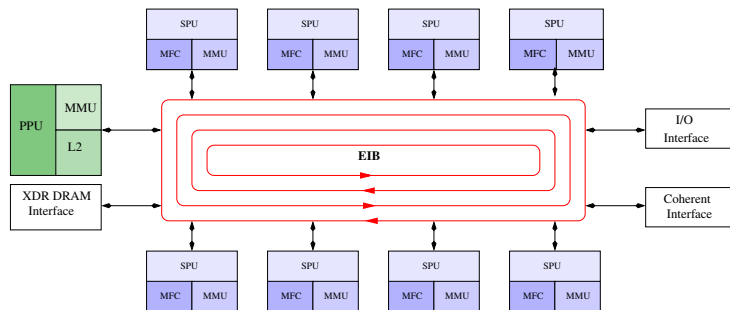 SPU SPU SPU SPU
MFC MMU MFC MMU MFC MMU MFC MMU
PPU MMU
L2
EIB
I/O
Interface
XDR DRAM
Interface
Coherent
Interface
SPU SPU SPU SPU
MFC MMU MFC MMU MFC MMU MFC MMU